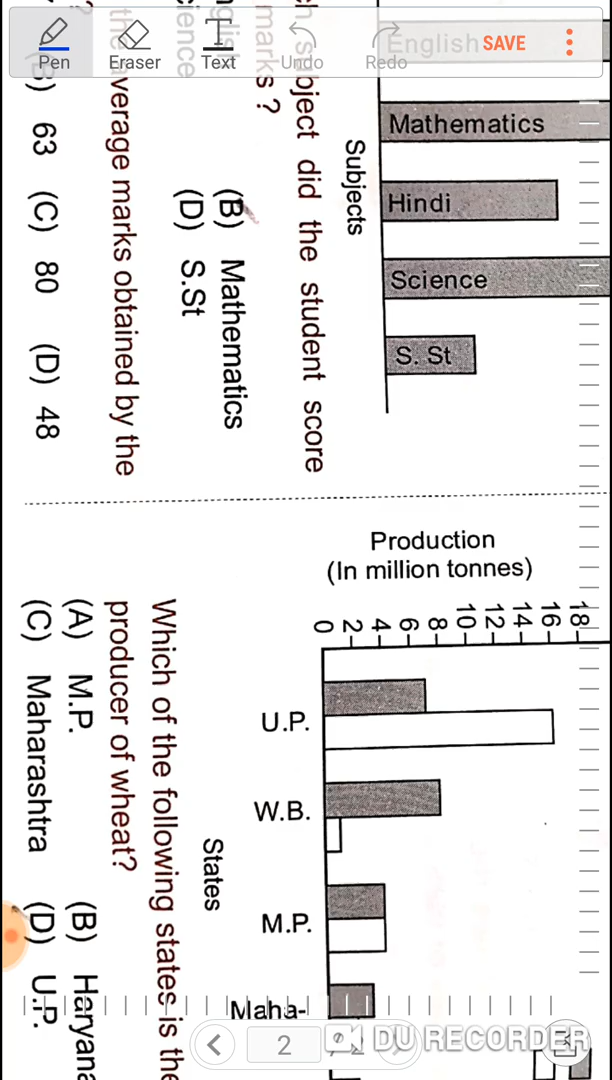 English SAVE
Pen Eraser Text Undo Redo
Mathematics
Hindi
Science
S. St
Subjects
subject did the student score
marks ?
(B) Mathematics
(D) S.St
the average marks obtained by the
?
(B) 63 (C) 80 (D) 48
Production
(In million tonnes)
0 2 4 6 8 10 12 14 16 18
U.P.
W.B.
M.P.
Maha-
States
Which of the following states is the
producer of wheat?
(A) M.P. (B) Haryana
(C) Maharashtra (D) U.P.
2
DU RECORDER